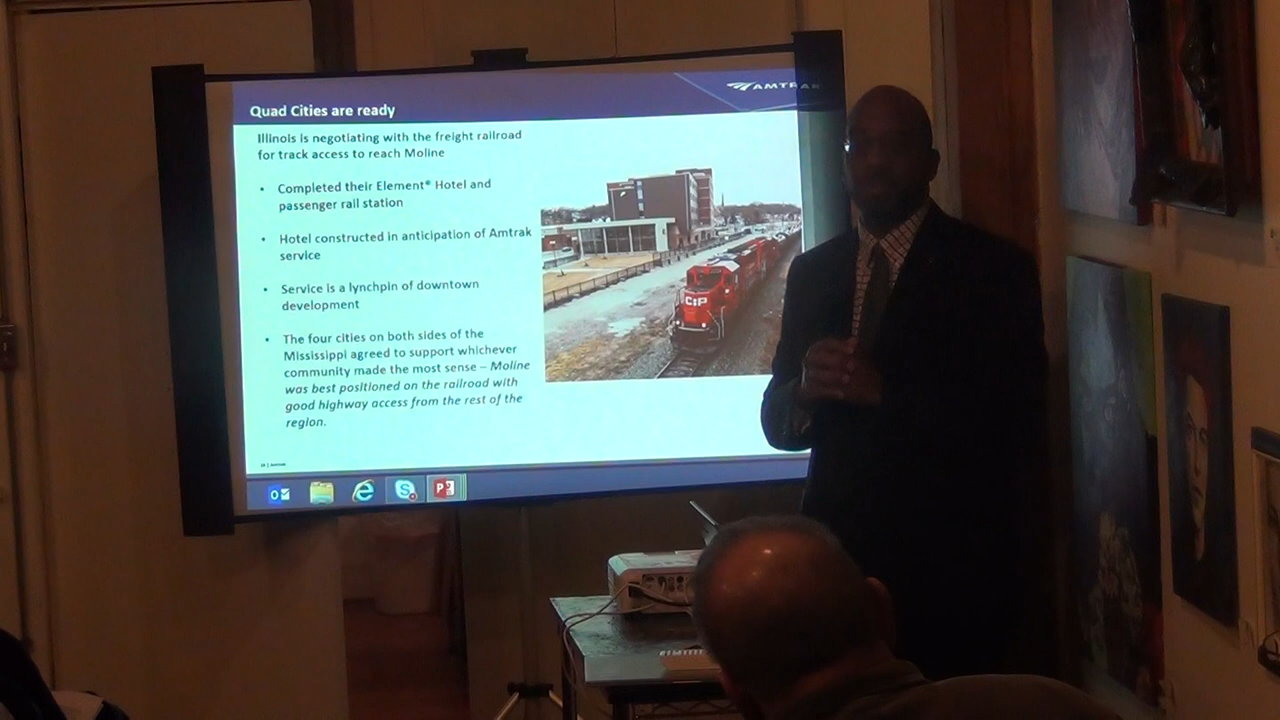 AMTRAK
Quad Cities are ready
Illinois is negotiating with the freight railroad
for track access to reach Moline
• Completed their Element® Hotel and
passenger rail station
• Hotel constructed in anticipation of Amtrak
service
• Service is a lynchpin of downtown
development
• The four cities on both sides of the
Mississippi agreed to support whichever
community made the most sense – Moline
was best positioned on the railroad with
good highway access from the rest of the
region.
CP